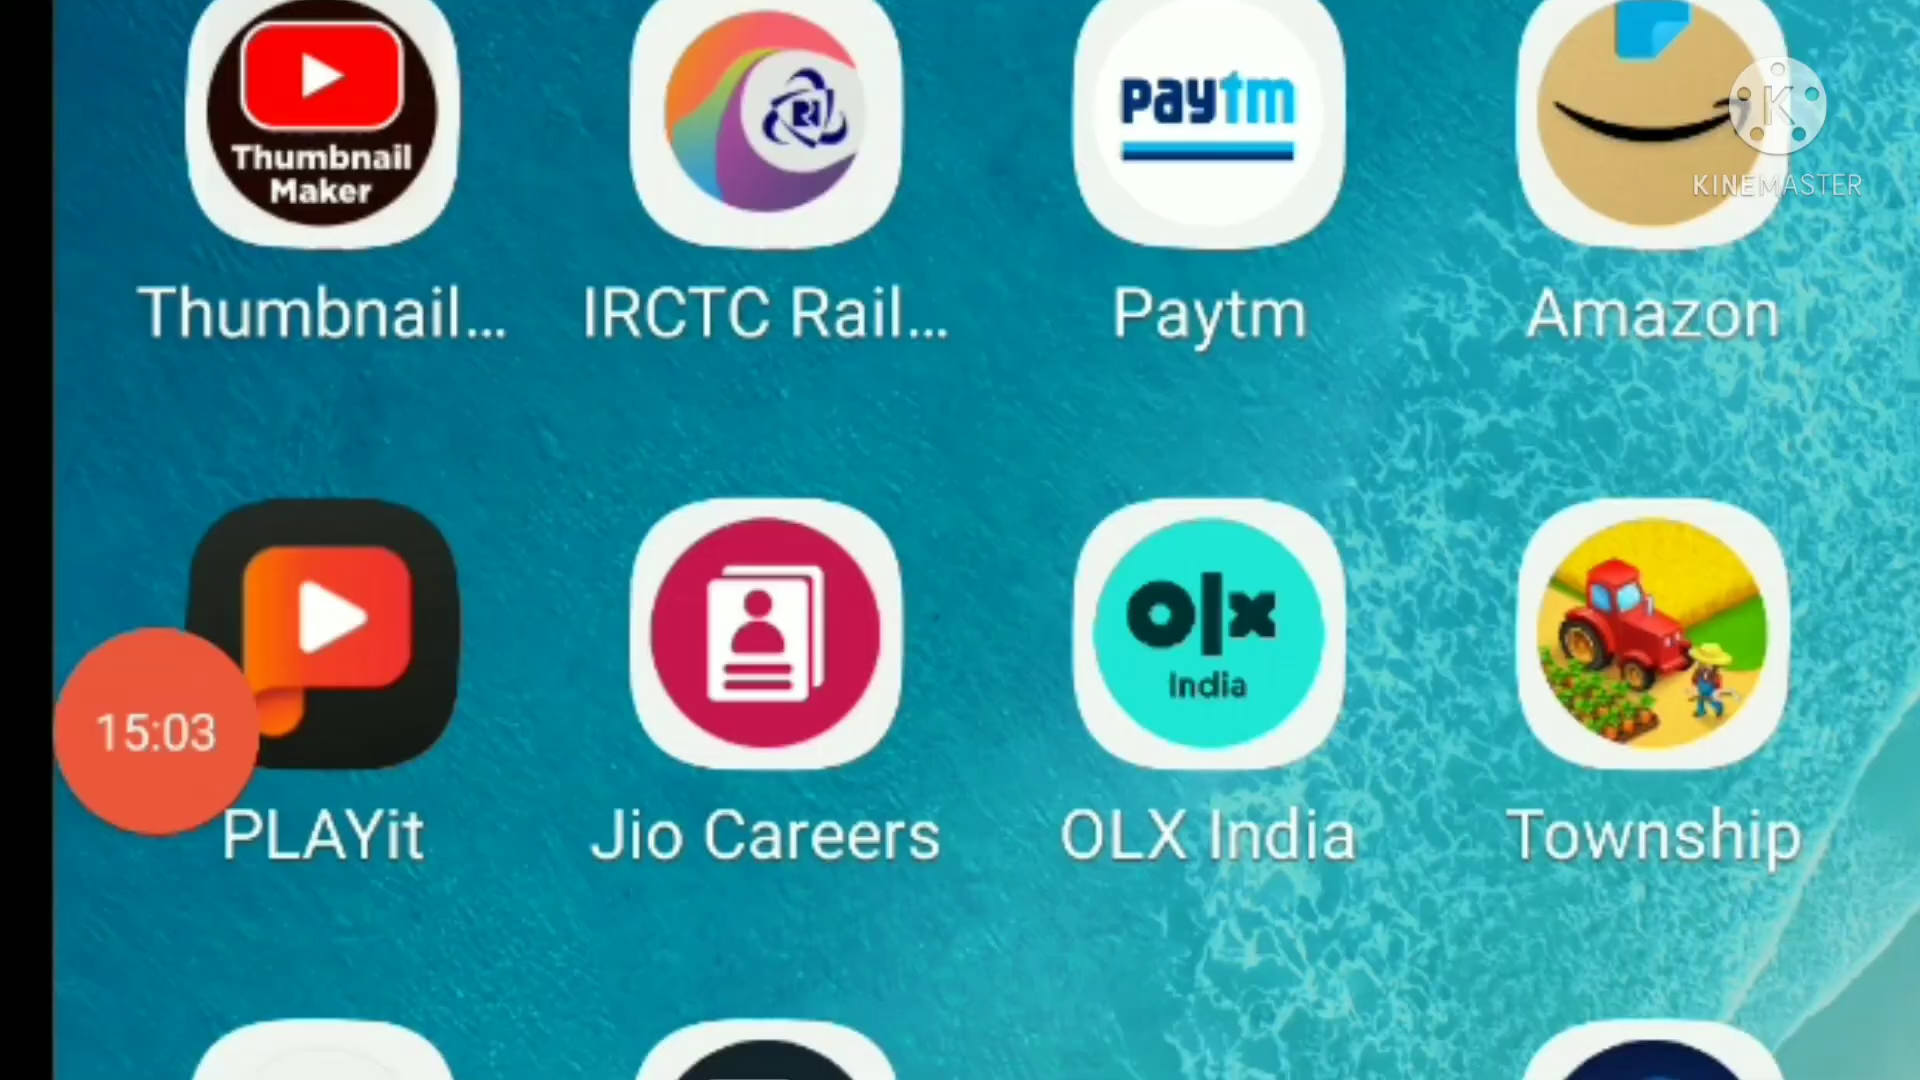 Thumbnail
Maker
paytm
KINEMASTER
Thumbnail...
IRCTC Rail...
Paytm
Amazon
olx
India
15:03
PLAYit
Jio Careers
OLX India
Township